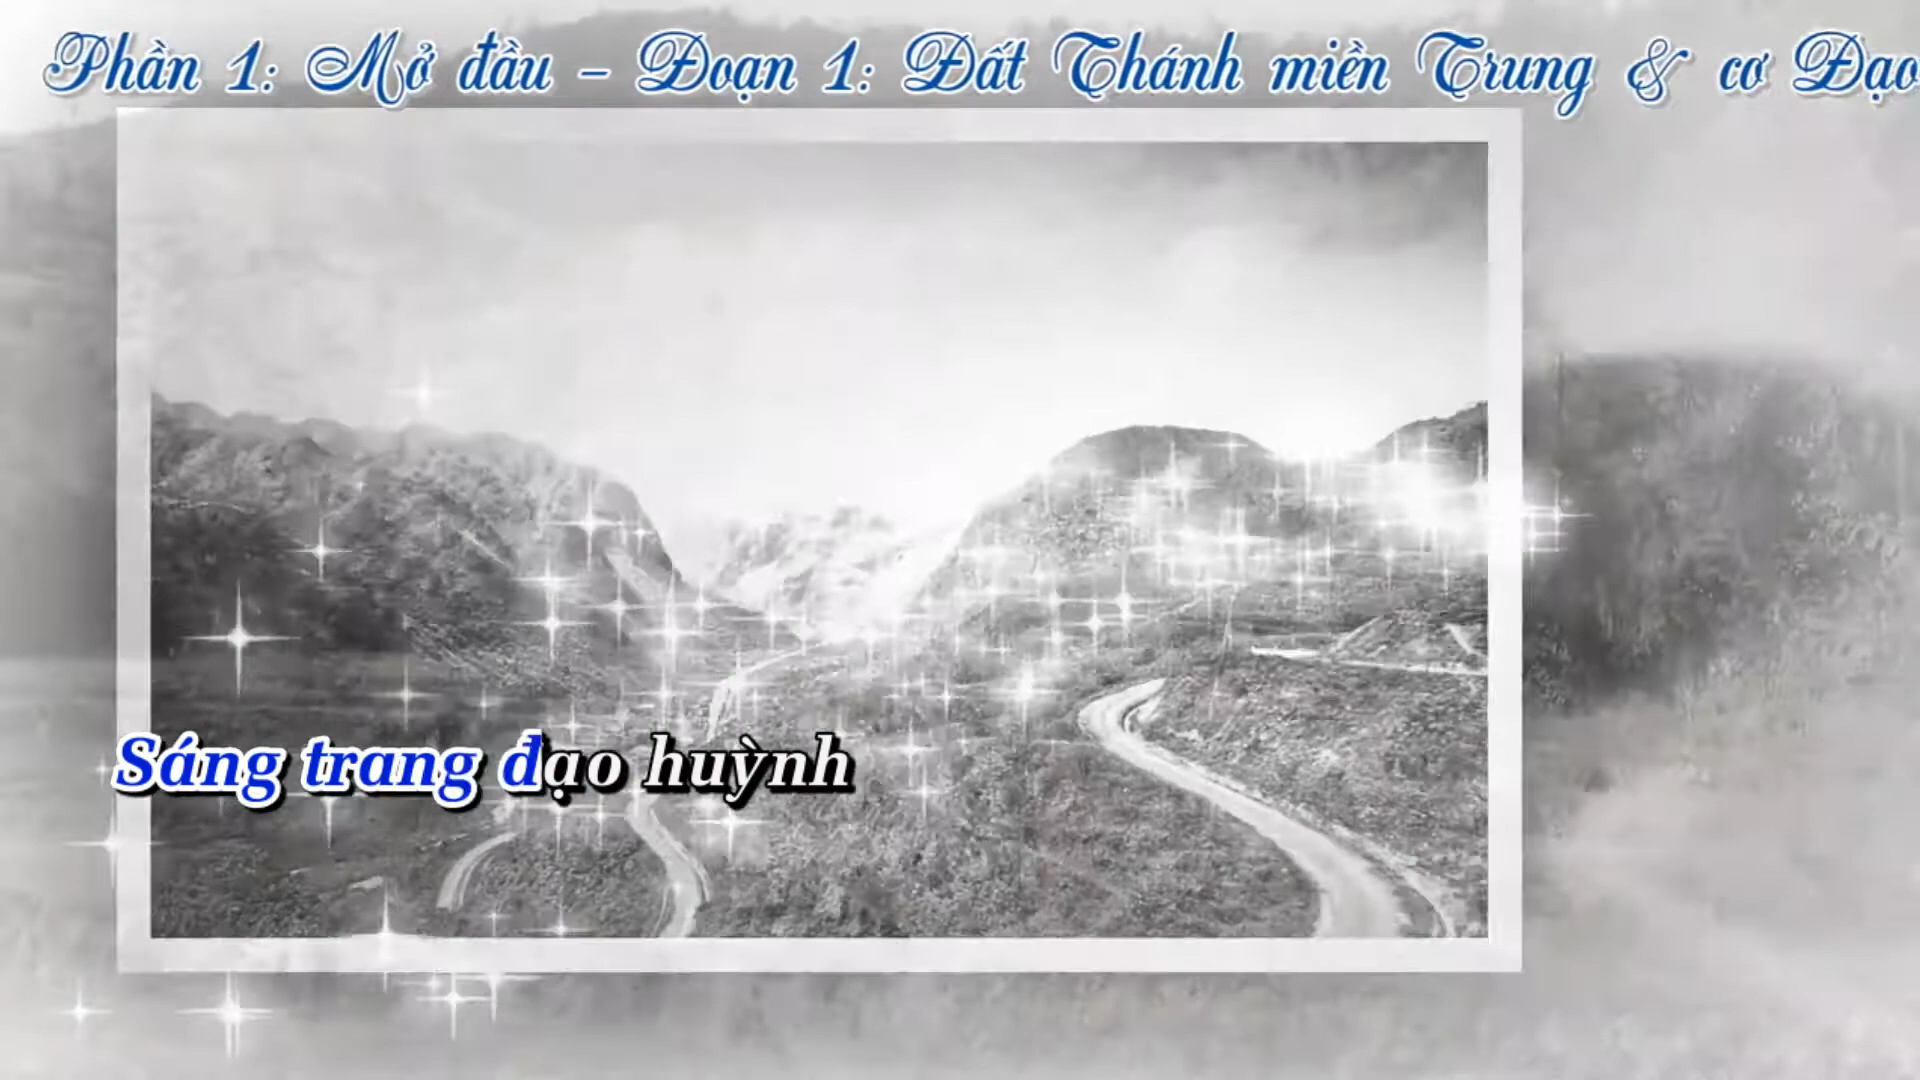 Phần 1: Mở đầu – Đoạn 1: Đất Thánh miền Trung & cơ Đạo
Sáng trang đạo huỳnh